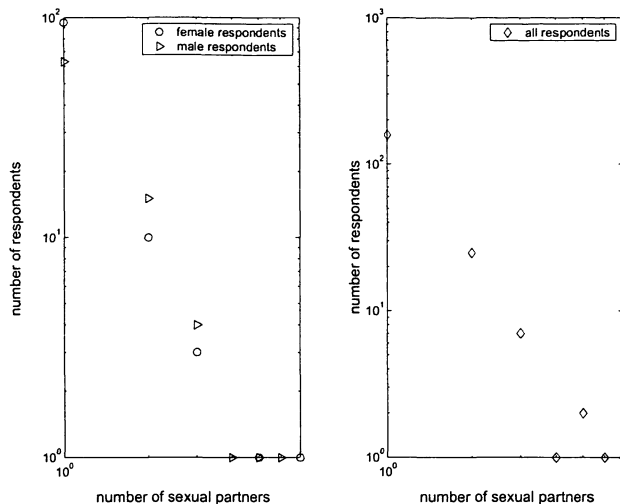 10²
female respondents
male respondents
number of respondents
10¹
10⁰
10⁰
number of sexual partners
10³
all respondents
number of respondents
10²
10¹
10⁰
10⁰
number of sexual partners